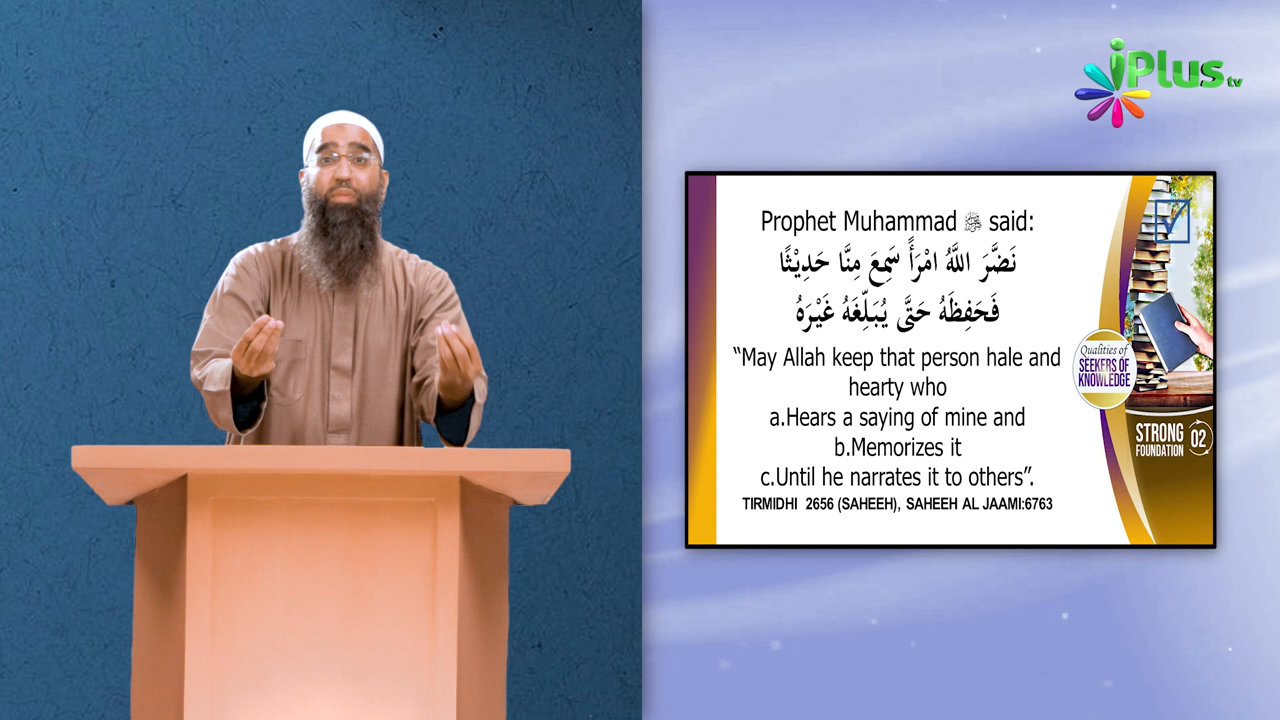 iPlus tv
Prophet Muhammad ﷺ said:
نَضَّرَ اللَّهُ امْرَأً سَمِعَ مِنَّا حَدِيْثًا
فَحَفِظَهُ حَتَّى يُبَلِّغَهُ غَيْرَهُ
“May Allah keep that person hale and
hearty who
a.Hears a saying of mine and
b.Memorizes it
c.Until he narrates it to others”.
TIRMIDHI 2656 (SAHEEH), SAHEEH AL JAAMI:6763
Qualities of
SEEKERS OF
KNOWLEDGE
STRONG
FOUNDATION 02